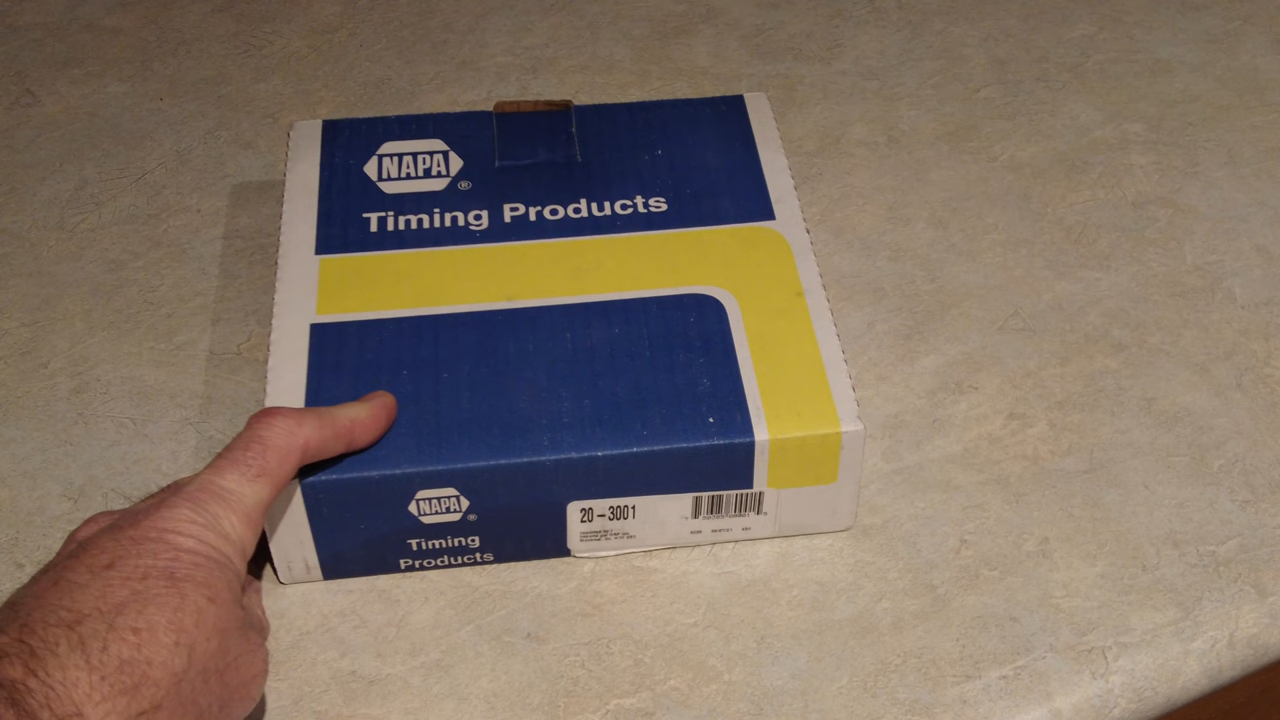 NAPA®
Timing Products
NAPA®
Timing
Products
20-3001